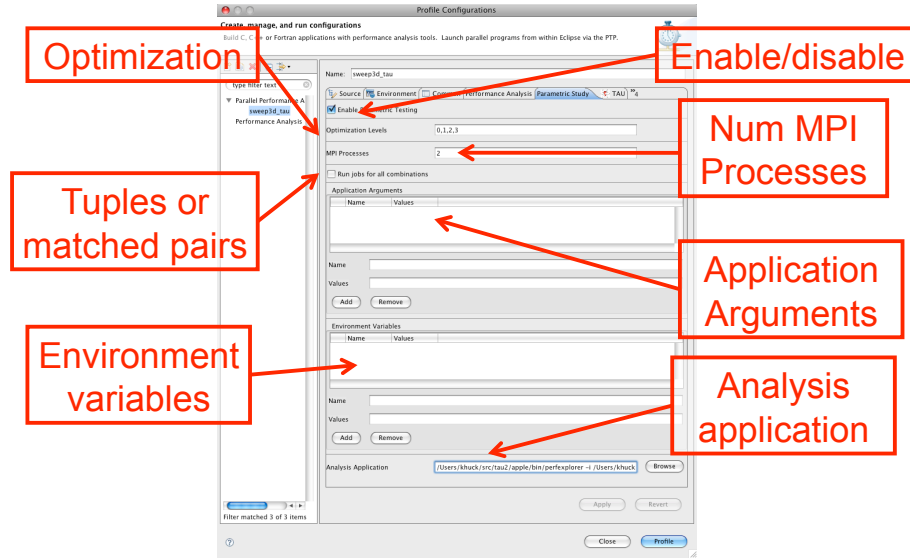 Profile Configurations
Create, manage, and run configurations
Build C, C++ or Fortran applications with performance analysis tools. Launch parallel programs from within Eclipse via the PTP.
Optimization
Enable/disable
type filter text
Parallel Performance A
sweep3d_tau
Performance Analysis
Name: sweep3d_tau
Source
Environment
Performance Analysis
Parametric Study
TAU
»4
Enable Parametric Testing
Optimization Levels 0,1,2,3
MPI Processes 2
Num MPI
Processes
Run jobs for all combinations
Tuples or
matched pairs
Application Arguments
Name Values
Name
Values
Add Remove
Application
Arguments
Environment Variables
Name Values
Environment
variables
Name
Values
Add Remove
Analysis
application
Analysis Application /Users/khuck/src/tau2/apple/bin/perfexplorer -i /Users/khuck Browse
Apply Revert
Filter matched 3 of 3 items
?
Close Profile